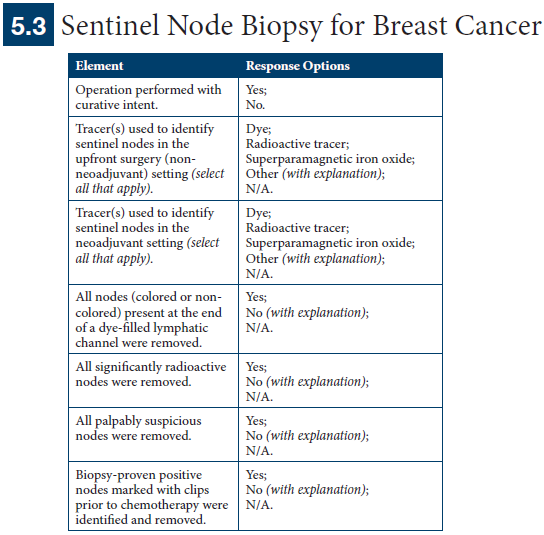 5.3 Sentinel Node Biopsy for Breast Cancer
Element
Response Options
Operation performed with
curative intent.
Yes;
No.
Tracer(s) used to identify
sentinel nodes in the
upfront surgery (non-
neoadjuvant) setting (select
all that apply).
Dye;
Radioactive tracer;
Superparamagnetic iron oxide;
Other (with explanation);
N/A.
Tracer(s) used to identify
sentinel nodes in the
neoadjuvant setting (select
all that apply).
Dye;
Radioactive tracer;
Superparamagnetic iron oxide;
Other (with explanation);
N/A.
All nodes (colored or non-
colored) present at the end
of a dye-filled lymphatic
channel were removed.
Yes;
No (with explanation);
N/A.
All significantly radioactive
nodes were removed.
Yes;
No (with explanation);
N/A.
All palpably suspicious
nodes were removed.
Yes;
No (with explanation);
N/A.
Biopsy-proven positive
nodes marked with clips
prior to chemotherapy were
identified and removed.
Yes;
No (with explanation);
N/A.